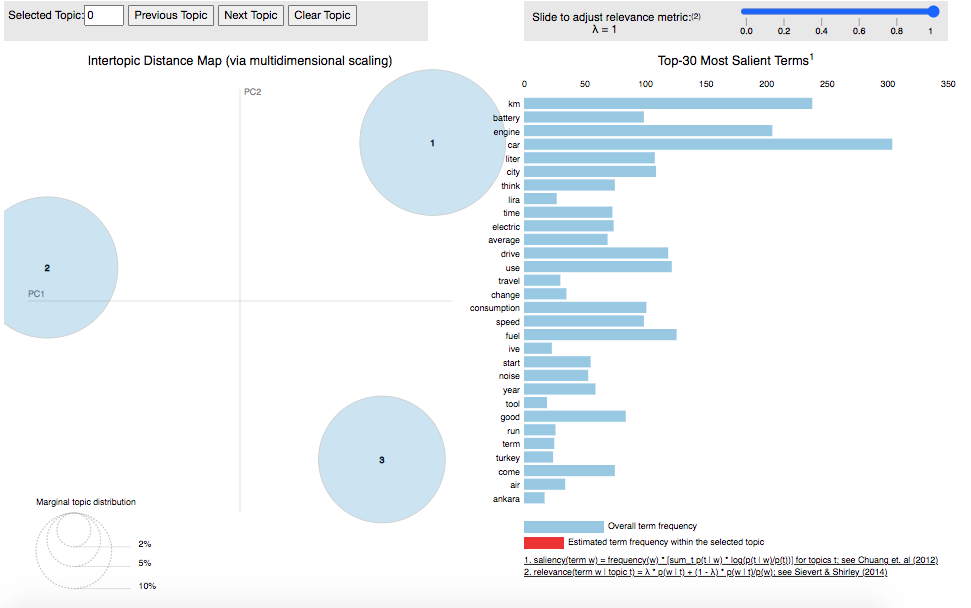 Selected Topic: 0 Previous Topic Next Topic Clear Topic
Slide to adjust relevance metric:(2)
λ = 1
0.0 0.2 0.4 0.6 0.8 1
Intertopic Distance Map (via multidimensional scaling)
PC2
1
2
PC1
3
Marginal topic distribution
2%
5%
10%
Top-30 Most Salient Terms1
0 50 100 150 200 250 300 350
km
battery
engine
car
liter
city
think
lira
time
electric
average
drive
use
travel
change
consumption
speed
fuel
ive
start
noise
year
tool
good
run
term
turkey
come
air
ankara
Overall term frequency
Estimated term frequency within the selected topic
1. saliency(term w) = frequency(w) * [sum_t p(t | w) * log(p(t | w)/p(t))] for topics t; see Chuang et. al (2012)
2. relevance(term w | topic t) = λ * p(w | t) + (1 - λ) * p(w | t)/p(w); see Sievert & Shirley (2014)